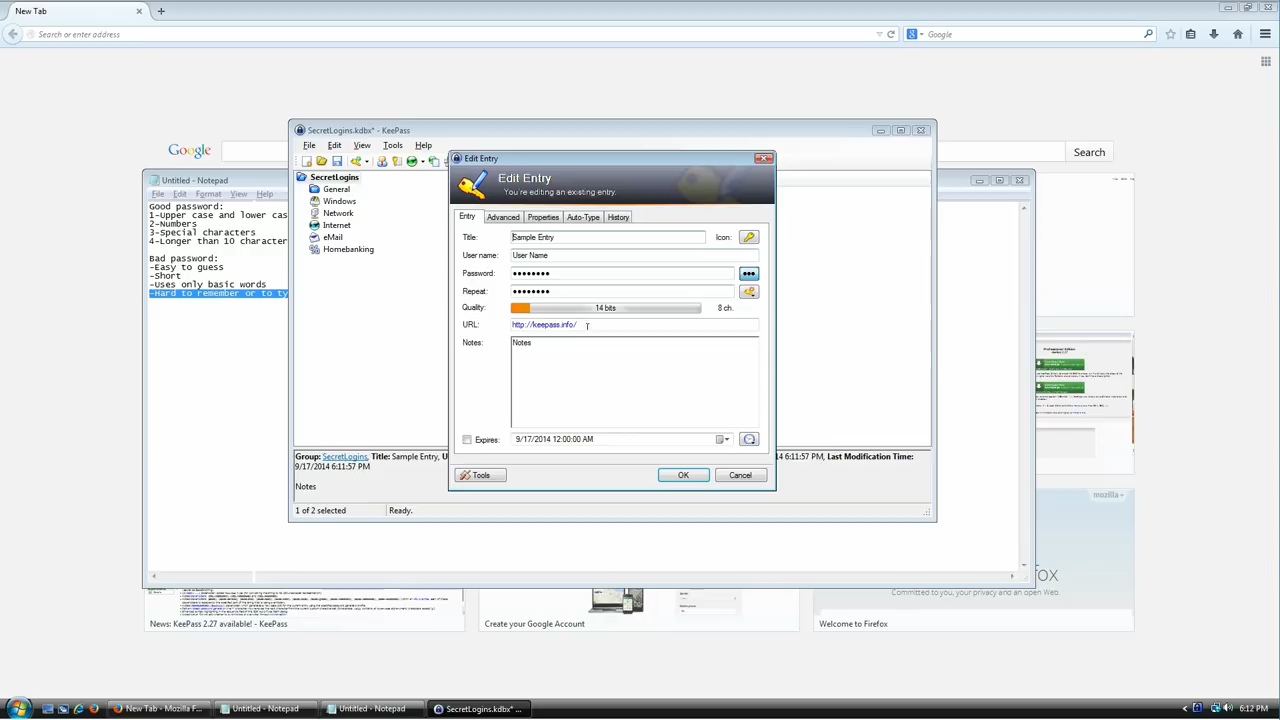 New Tab
Search or enter address
Google
SecretLogins.kdbx* - KeePass
File Edit View Tools Help
Google
Search
Untitled - Notepad
File Edit Format View Help
Good password:
1-Upper case and lower cas
2-Numbers
3-Special characters
4-Longer than 10 character
Bad password:
-Easy to guess
-Short
-Uses only basic words
-Hard to remember or to ty
SecretLogins
General
Windows
Network
Internet
eMail
Homebanking
Edit Entry
Edit Entry
You're editing an existing entry.
Entry Advanced Properties Auto-Type History
Title: Sample Entry Icon:
User name: User Name
Password: ••••••••
Repeat: ••••••••
Quality: 14 bits 8 ch.
URL: http://keepass.info/
Notes: Notes
Expires: 9/17/2014 12:00:00 AM
Tools OK Cancel
Group: SecretLogins, Title: Sample Entry, U
4 6:11:57 PM, Last Modification Time:
9/17/2014 6:11:57 PM
Notes
1 of 2 selected Ready.
mozilla
Committed to you, your privacy and an open Web.
News: KeePass 2.27 available! - KeePass
Create your Google Account
Welcome to Firefox
New Tab - Mozilla F...
Untitled - Notepad
Untitled - Notepad
SecretLogins.kdbx* ...
6:12 PM